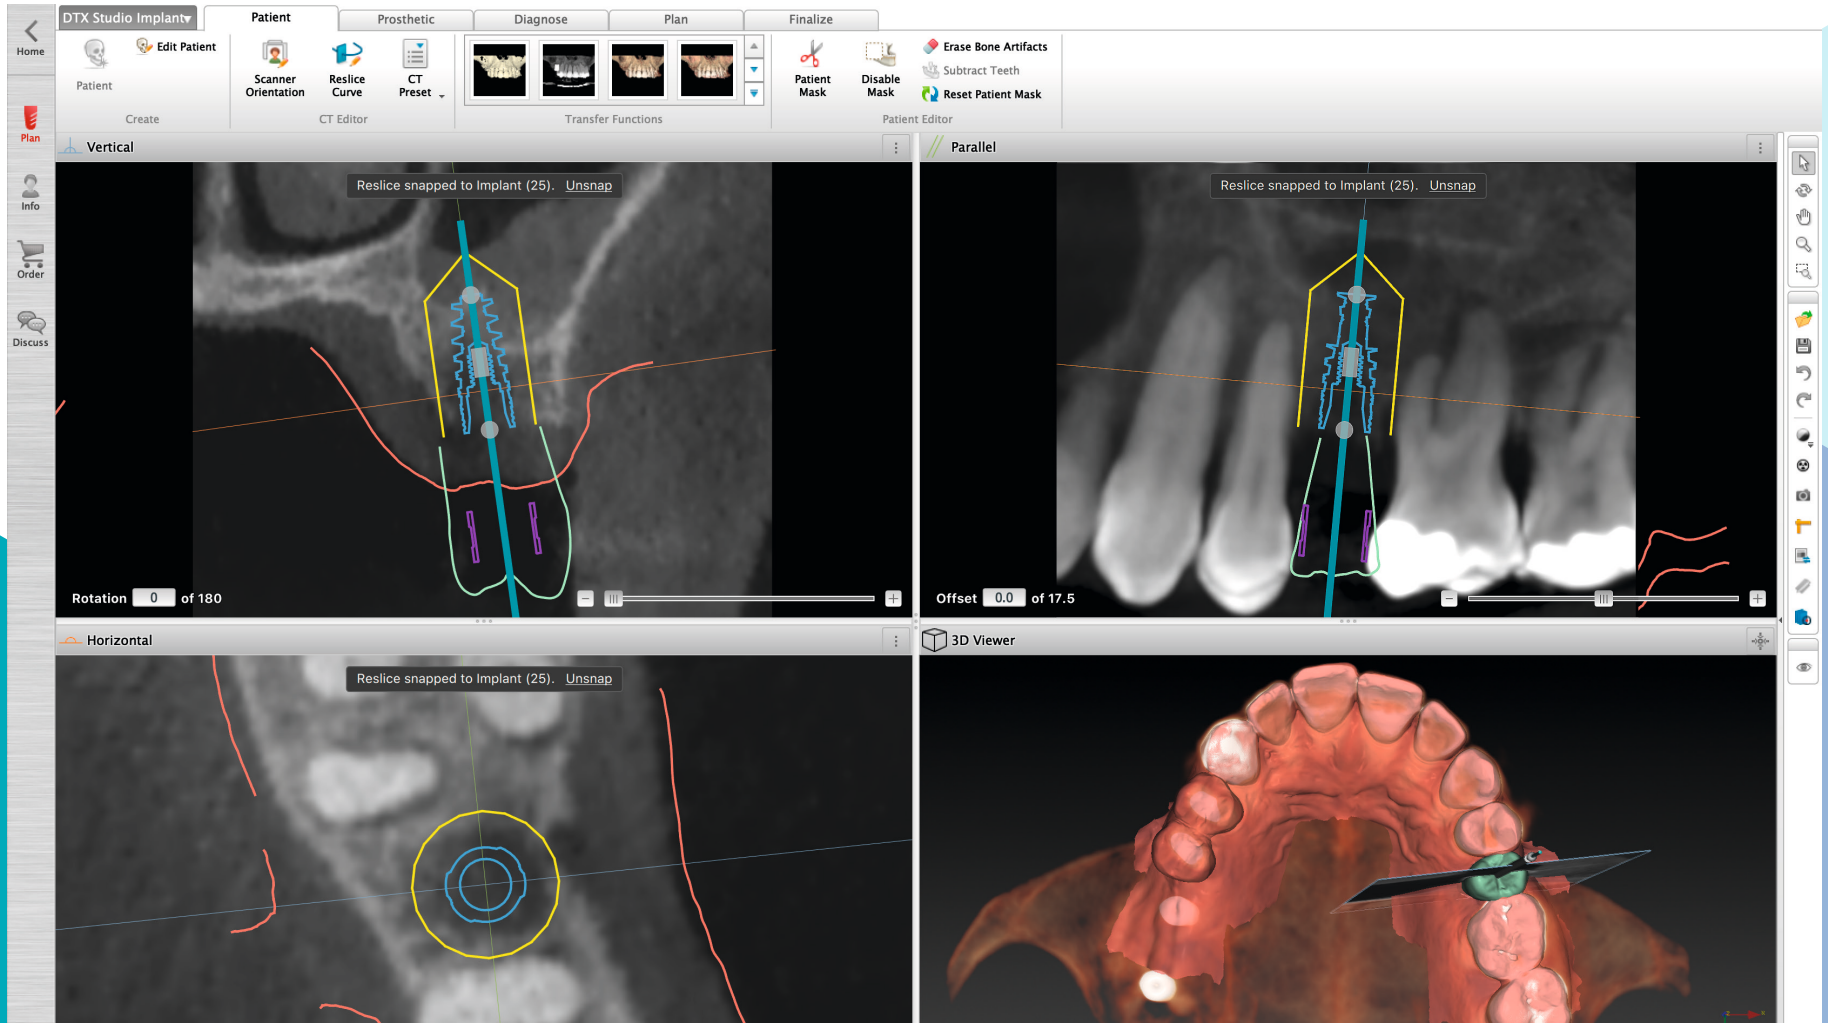 DTX Studio Implant
Patient
Prosthetic
Diagnose
Plan
Finalize
Home
Plan
Info
Order
Discuss
Patient
Edit Patient
Create
Scanner
Orientation
Reslice
Curve
CT
Preset
CT Editor
Transfer Functions
Patient
Mask
Disable
Mask
Erase Bone Artifacts
Subtract Teeth
Reset Patient Mask
Patient Editor
Vertical
Reslice snapped to Implant (25). Unsnap
Rotation 0 of 180
Parallel
Reslice snapped to Implant (25). Unsnap
Offset 0.0 of 17.5
Horizontal
Reslice snapped to Implant (25). Unsnap
3D Viewer